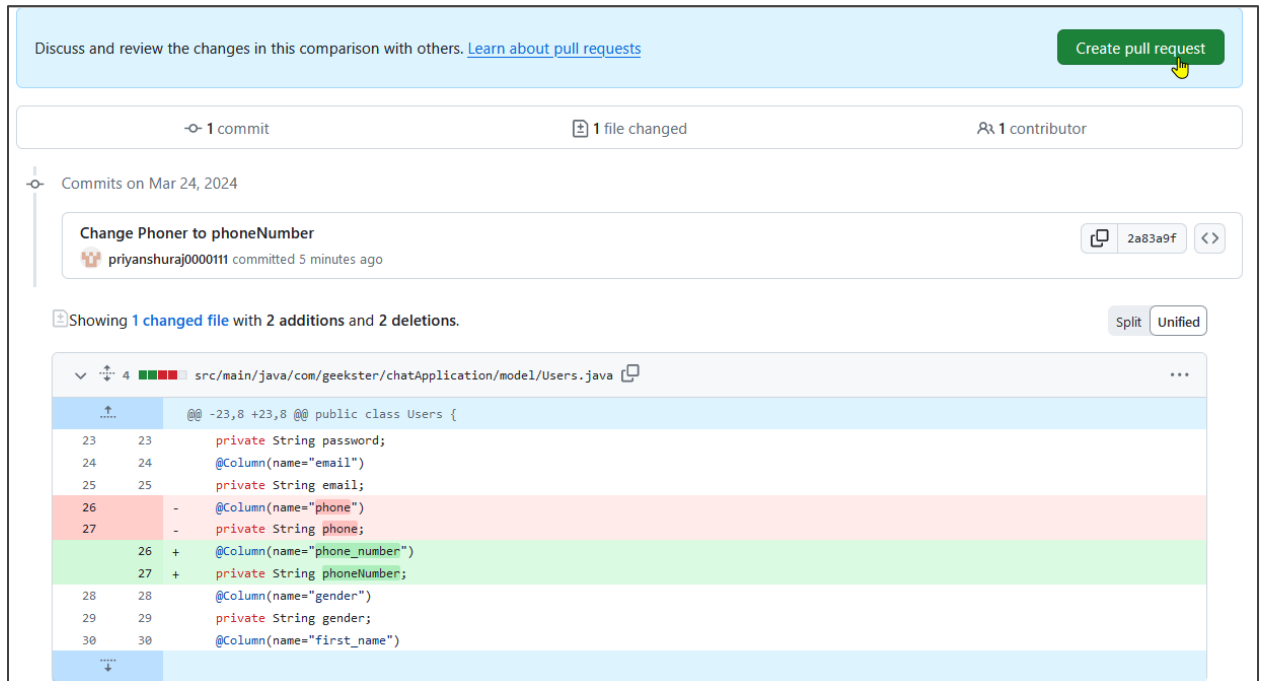 Discuss and review the changes in this comparison with others. Learn about pull requests
Create pull request
1 commit
1 file changed
1 contributor
Commits on Mar 24, 2024
Change Phoner to phoneNumber
2a83a9f
priyanshuraj0000111 committed 5 minutes ago
Showing 1 changed file with 2 additions and 2 deletions.
Split Unified
4 src/main/java/com/geekster/chatApplication/model/Users.java
@@ -23,8 +23,8 @@ public class Users {
23 23 private String password;
24 24 @Column(name="email")
25 25 private String email;
26 - @Column(name="phone")
27 - private String phone;
26 + @Column(name="phone_number")
27 + private String phoneNumber;
28 28 @Column(name="gender")
29 29 private String gender;
30 30 @Column(name="first_name")